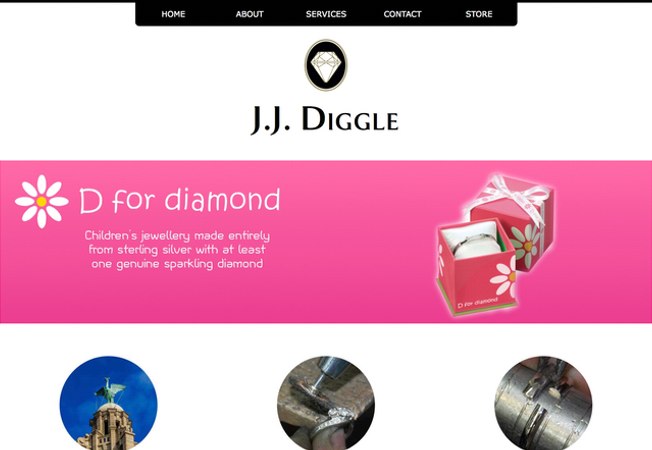 HOME ABOUT SERVICES CONTACT STORE
J.J. DIGGLE
D for diamond
Children's jewellery made entirely
from sterling silver with at least
one genuine sparkling diamond
D for diamond